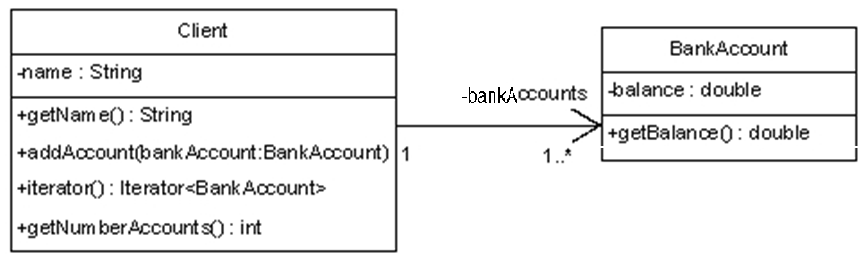 Client
-name : String
+getName() : String
+addAccount(bankAccount:BankAccount)
+iterator() : Iterator<BankAccount>
+getNumberAccounts() : int
-bankAccounts
1
1..*
BankAccount
-balance : double
+getBalance() : double